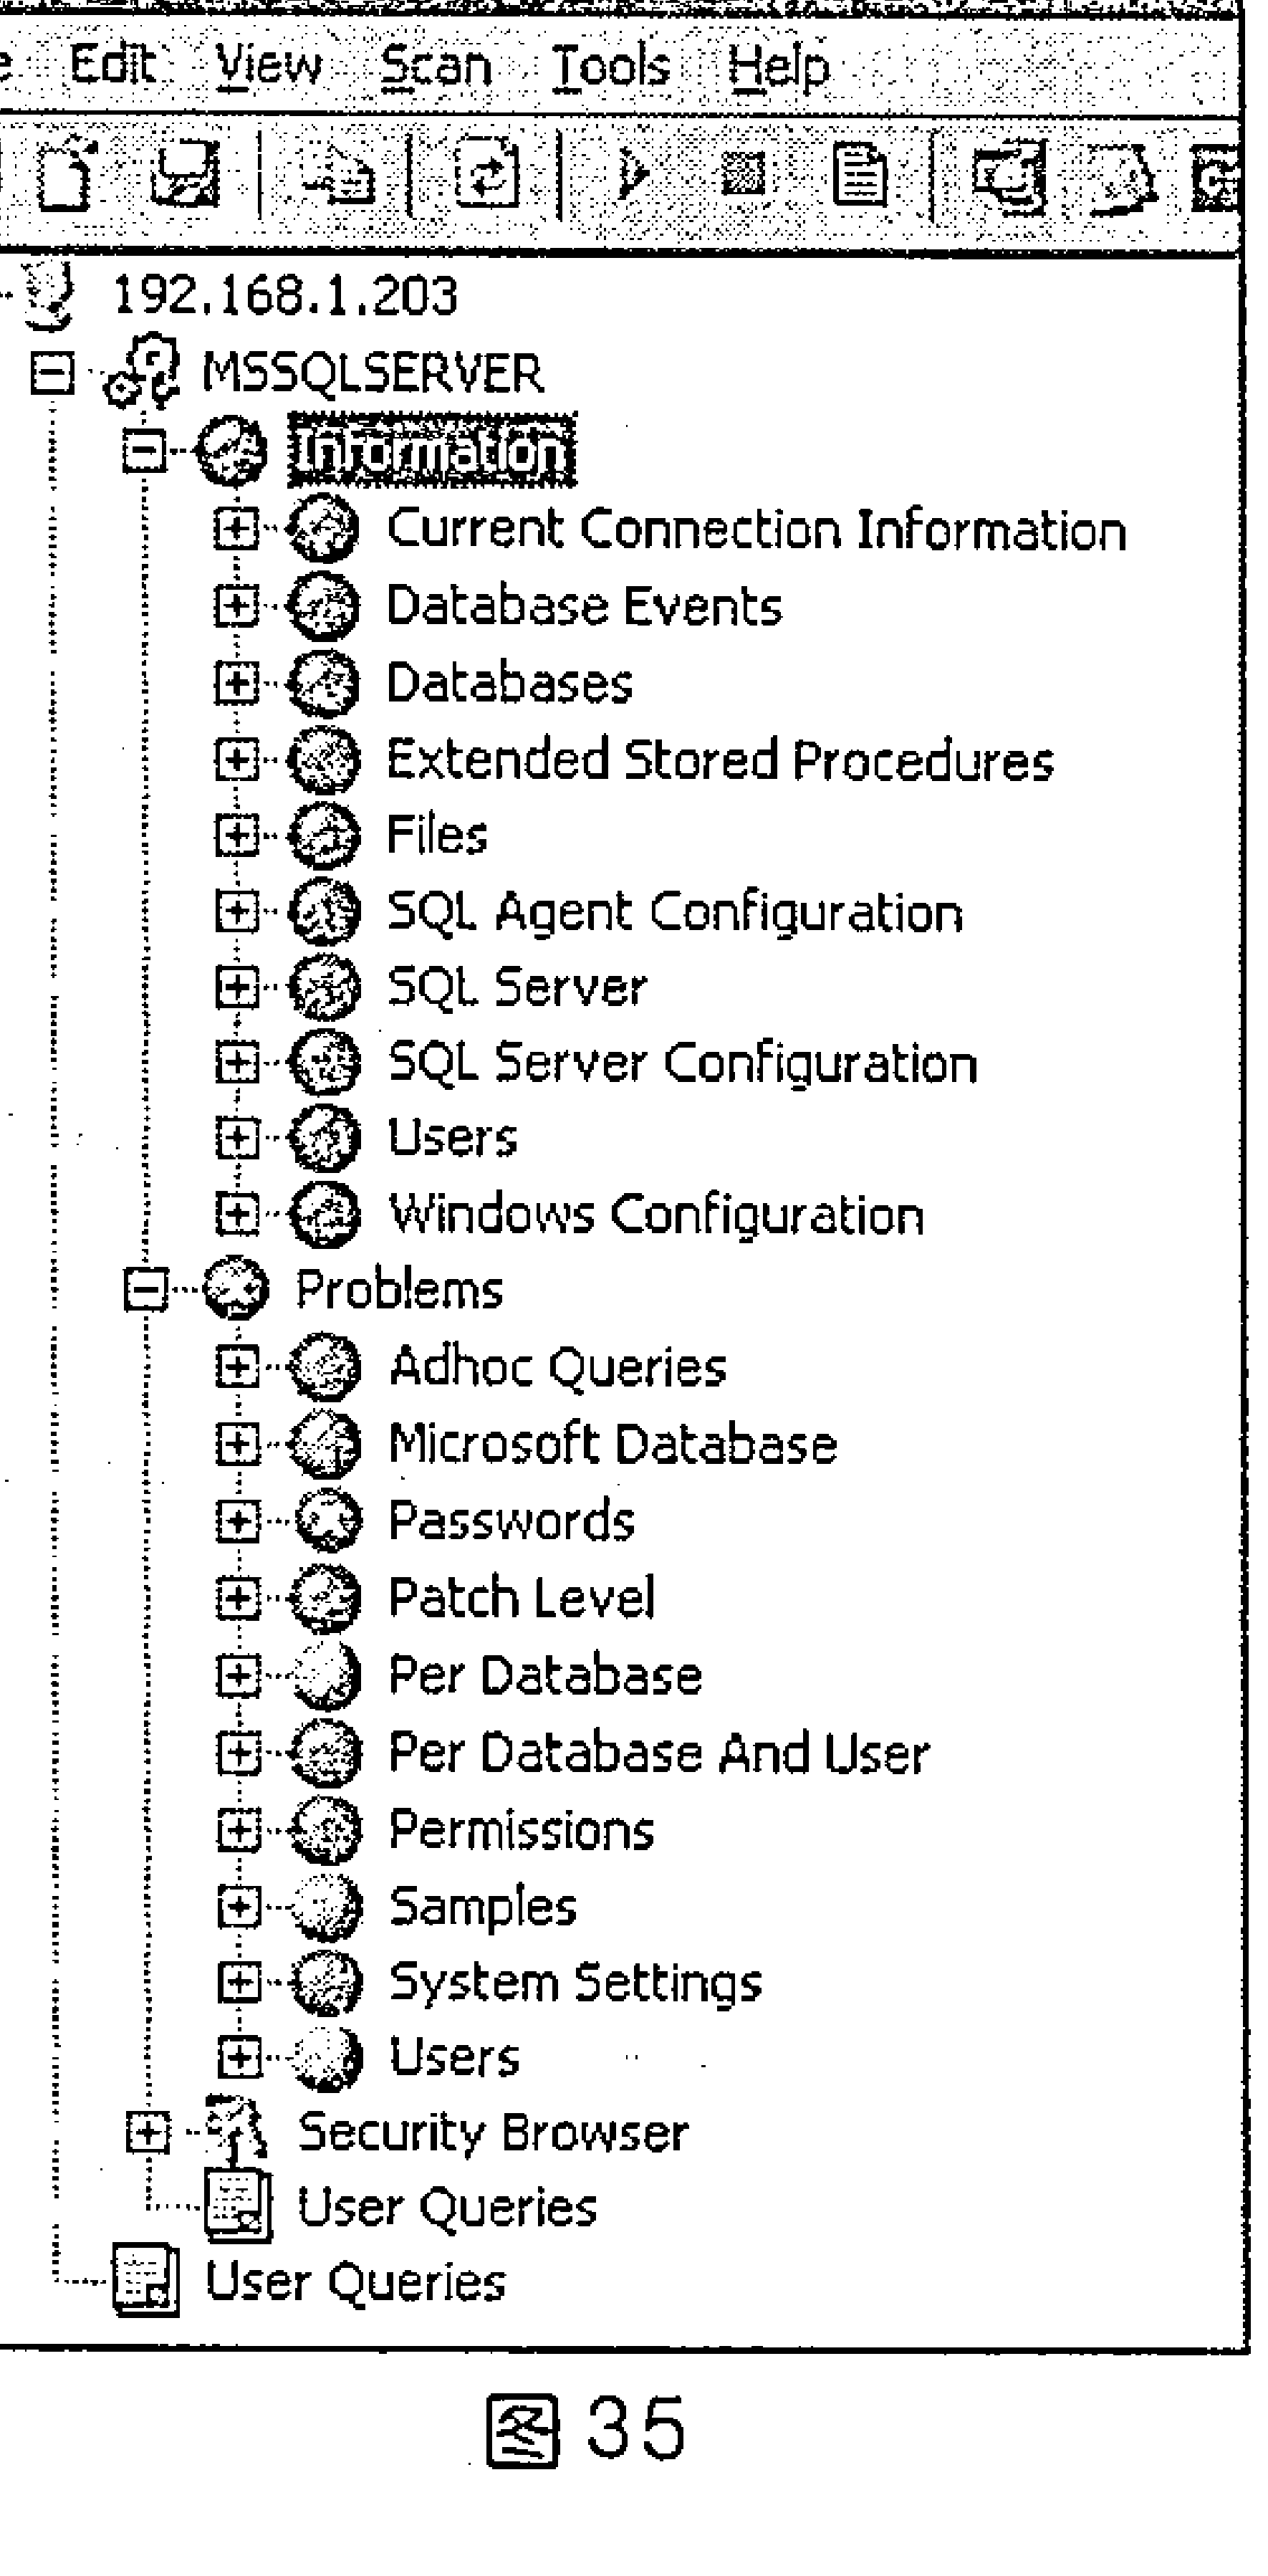 Edit View Scan Tools Help
192.168.1.203
MSSQLSERVER
Information
Current Connection Information
Database Events
Databases
Extended Stored Procedures
Files
SQL Agent Configuration
SQL Server
SQL Server Configuration
Users
Windows Configuration
Problems
Adhoc Queries
Microsoft Database
Passwords
Patch Level
Per Database
Per Database And User
Permissions
Samples
System Settings
Users
Security Browser
User Queries
User Queries
图 35